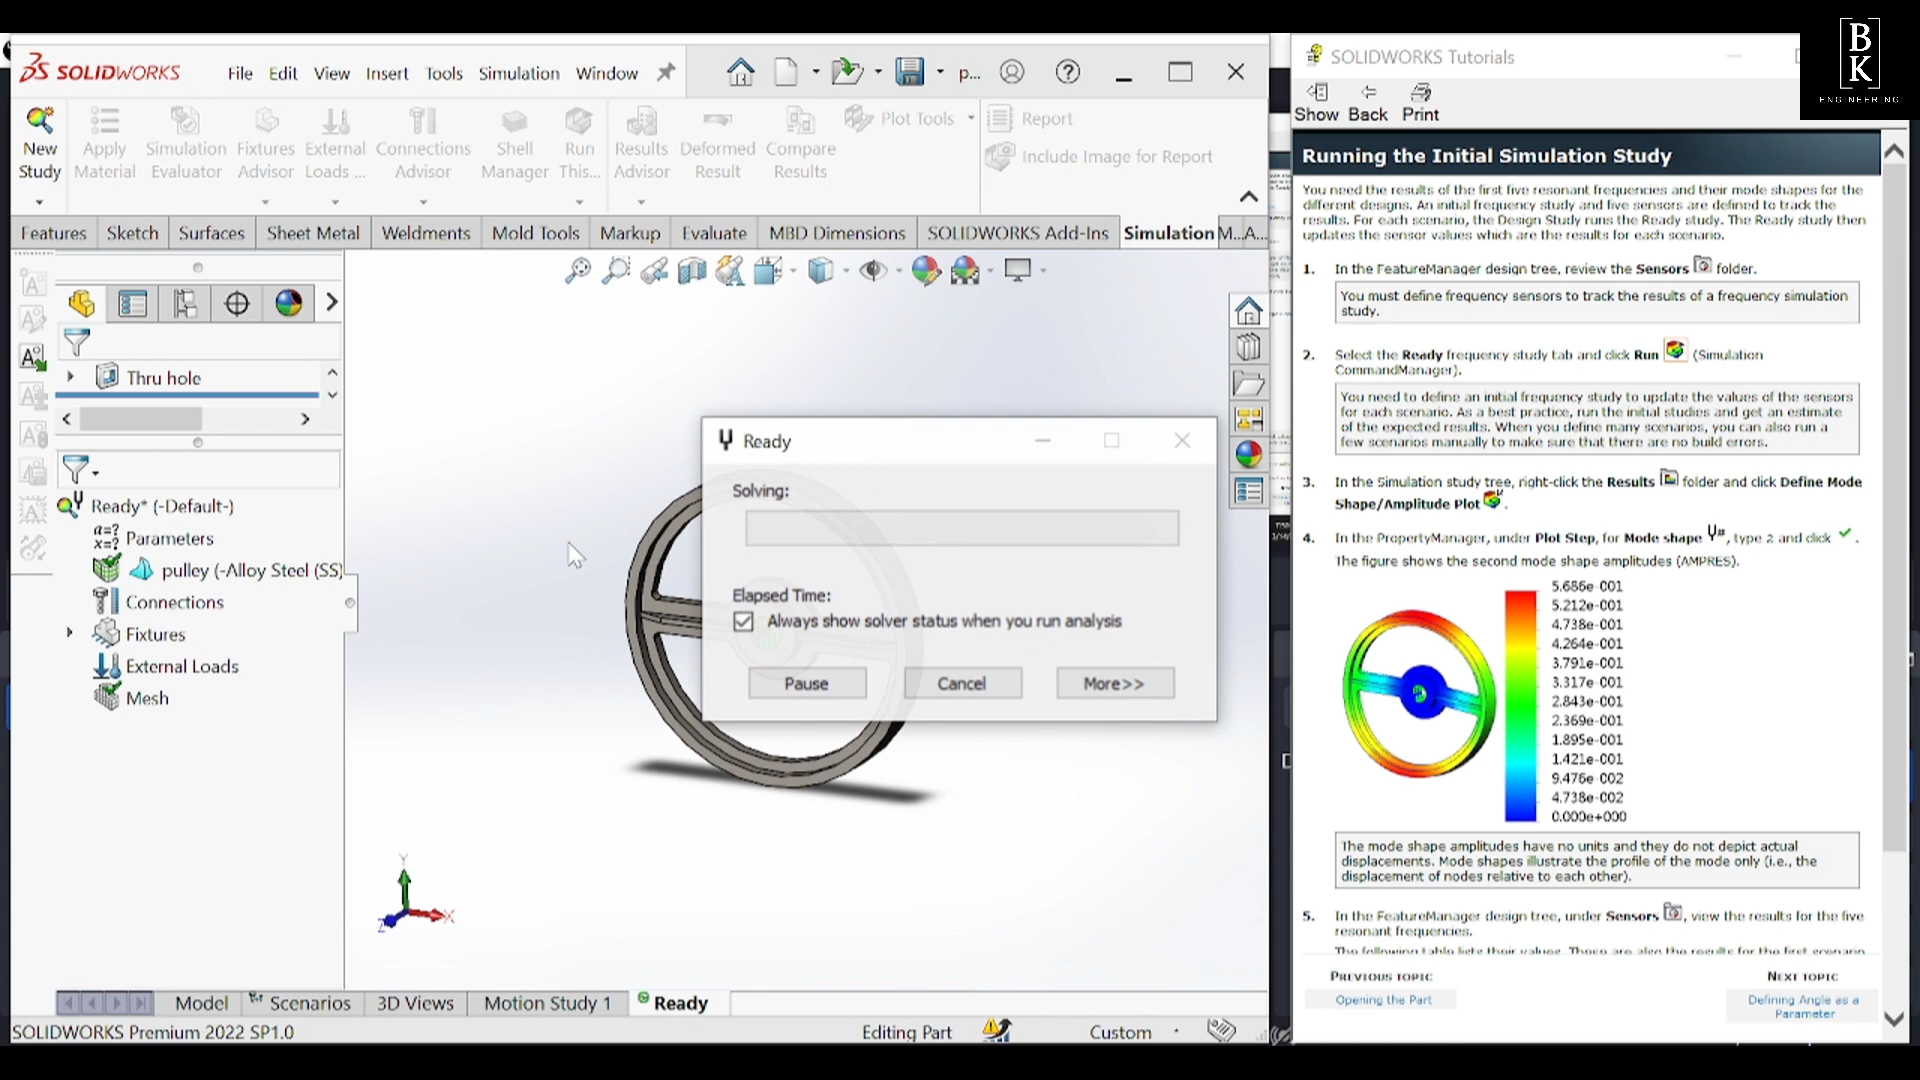 SOLIDWORKS
File Edit View Insert Tools Simulation Window
p...
New Study
Apply Material
Simulation Evaluator
Fixtures Advisor
External Loads ...
Connections Advisor
Shell Manager
Run This...
Results Advisor
Deformed Result
Compare Results
Plot Tools
Report
Include Image for Report
Features Sketch Surfaces Sheet Metal Weldments Mold Tools Markup Evaluate MBD Dimensions SOLIDWORKS Add-Ins Simulation M... A...
Thru hole
Ready* (-Default-)
Parameters
pulley (-Alloy Steel (SS)
Connections
Fixtures
External Loads
Mesh
Ready
Solving:
Elapsed Time:
Always show solver status when you run analysis
Pause Cancel More>>
Y
X
Z
Model Scenarios 3D Views Motion Study 1 Ready
SOLIDWORKS Premium 2022 SP1.0
Editing Part
Custom
SOLIDWORKS Tutorials
B
K
ENGINEERING
Show Back Print
Running the Initial Simulation Study
You need the results of the first five resonant frequencies and their mode shapes for the
different designs. An initial frequency study and five sensors are defined to track the
results. For each scenario, the Design Study runs the Ready study. The Ready study then
updates the sensor values which are the results for each scenario.
1. In the FeatureManager design tree, review the Sensors folder.
You must define frequency sensors to track the results of a frequency simulation
study.
2. Select the Ready frequency study tab and click Run (Simulation
CommandManager).
You need to define an initial frequency study to update the values of the sensors
for each scenario. As a best practice, run the initial studies and get an estimate
of the expected results. When you define many scenarios, you can also run a
few scenarios manually to make sure that there are no build errors.
3. In the Simulation study tree, right-click the Results folder and click Define Mode
Shape/Amplitude Plot .
4. In the PropertyManager, under Plot Step, for Mode shape , type 2 and click .
The figure shows the second mode shape amplitudes (AMPRES).
5.686e-001
5.212e-001
4.738e-001
4.264e-001
3.791e-001
3.317e-001
2.843e-001
2.369e-001
1.895e-001
1.421e-001
9.476e-002
4.738e-002
0.000e+000
The mode shape amplitudes have no units and they do not depict actual
displacements. Mode shapes illustrate the profile of the mode only (i.e., the
displacement of nodes relative to each other).
5. In the FeatureManager design tree, under Sensors , view the results for the five
resonant frequencies.
The following table lists their values. These are also the results for the first scenario
PREVIOUS TOPIC
Opening the Part
NEXT TOPIC
Defining Angle as a
Parameter